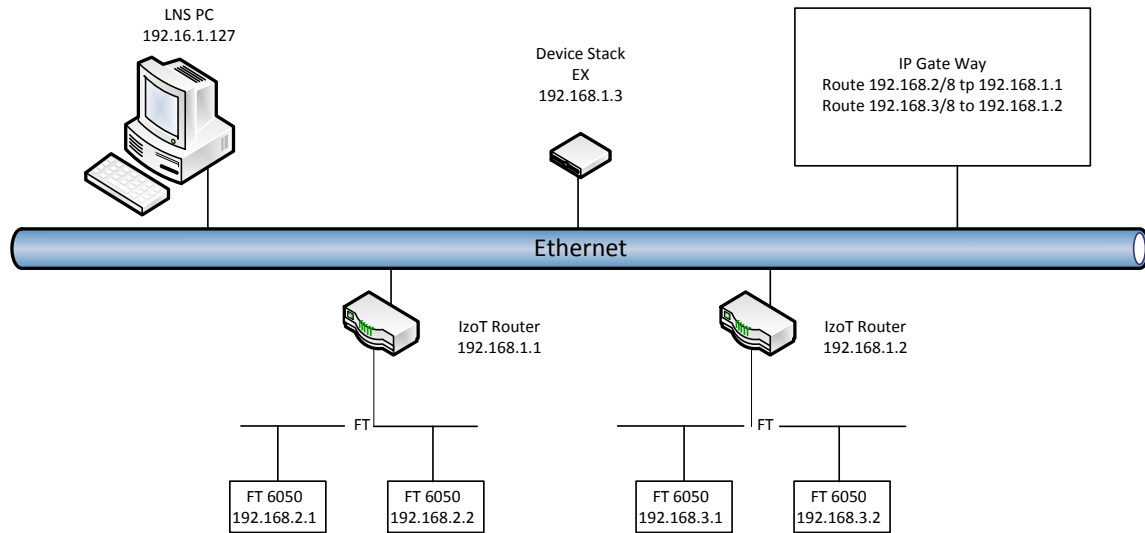 LNS PC
192.16.1.127
Device Stack
EX
192.168.1.3
IP Gate Way
Route 192.168.2/8 tp 192.168.1.1
Route 192.168.3/8 to 192.168.1.2
Ethernet
IzoT Router
192.168.1.1
IzoT Router
192.168.1.2
FT
FT
FT 6050
192.168.2.1
FT 6050
192.168.2.2
FT 6050
192.168.3.1
FT 6050
192.168.3.2